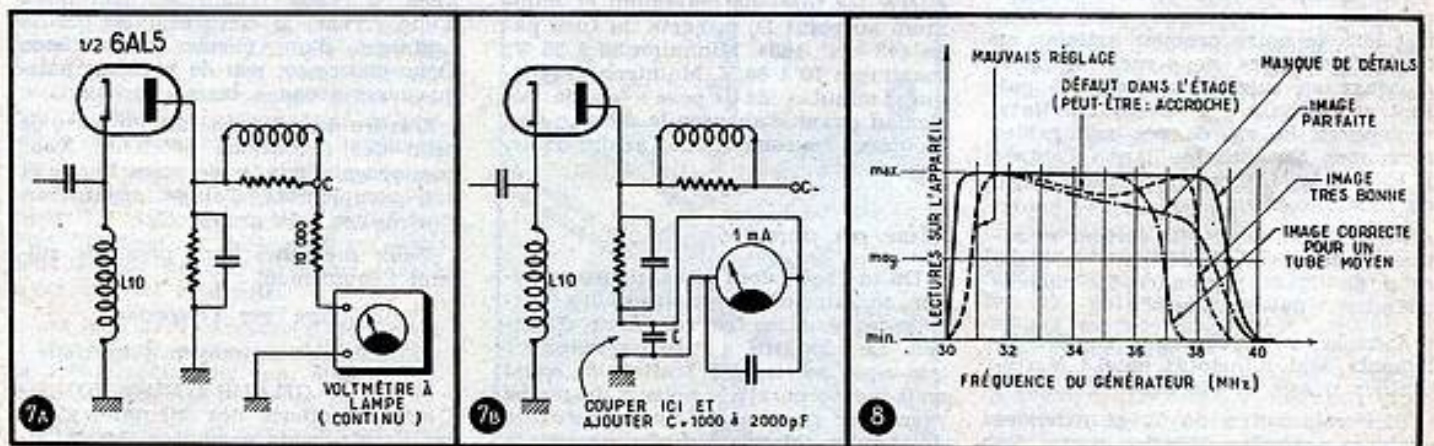 1/2 6AL5
L10
C-
10 000
VOLTMÈTRE À
LAMPE
(CONTINU)
7A
L10
C-
1 mA
C
COUPER ICI ET
AJOUTER C=1000 à 2000pF
7B
LECTURES SUR L'APPAREIL
max.
moy.
min.
MAUVAIS RÉGLAGE
DÉFAUT DANS L'ÉTAGE
(PEUT-ÊTRE: ACCROCHE)
MANQUE DE DÉTAILS
IMAGE
PARFAITE
IMAGE
TRES BONNE
IMAGE CORRECTE
POUR UN
TUBE MOYEN
30 32 34 36 38 40
FRÉQUENCE DU GÉNÉRATEUR (MHz)
8